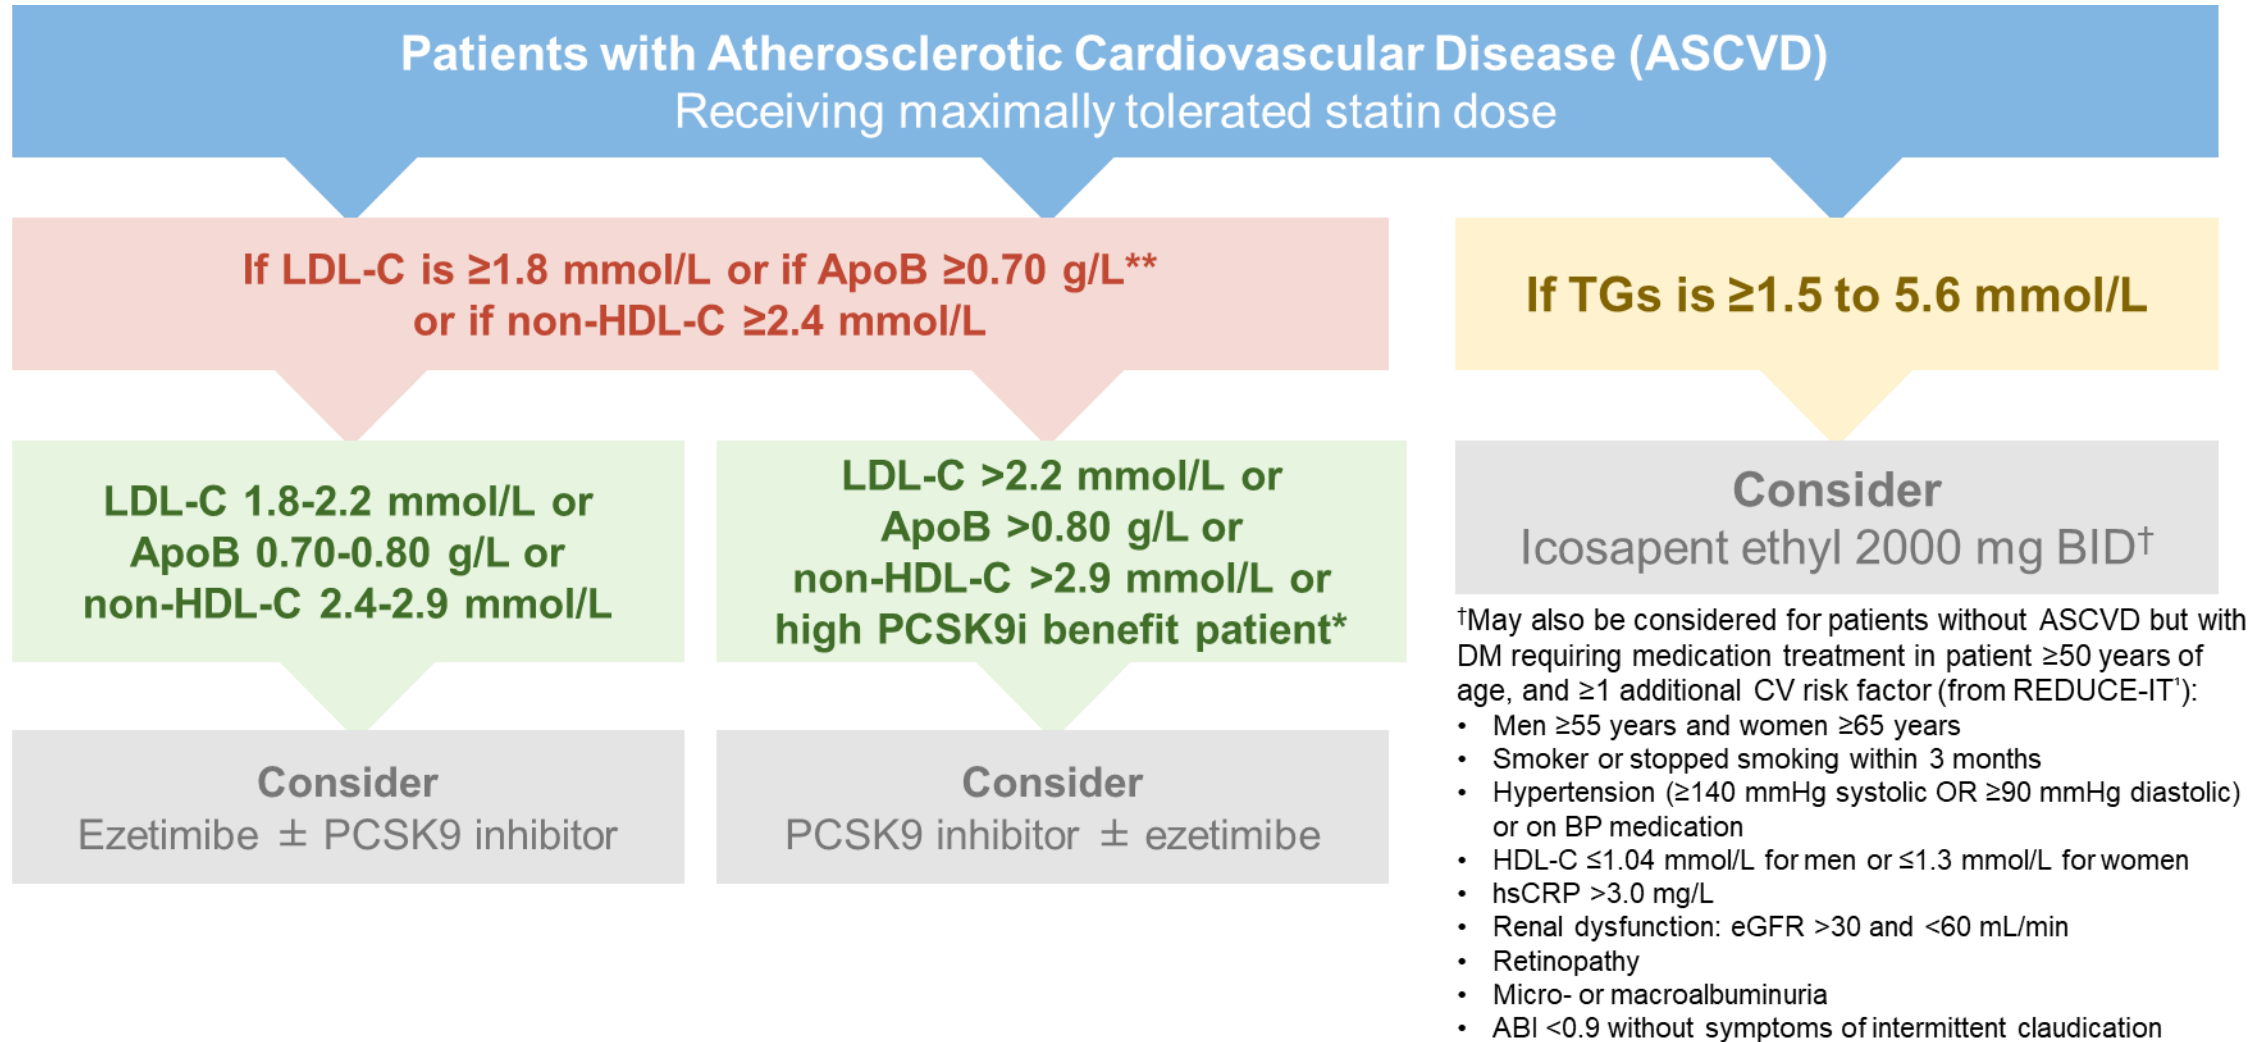 Patients with Atherosclerotic Cardiovascular Disease (ASCVD)
Receiving maximally tolerated statin dose
If LDL-C is ≥1.8 mmol/L or if ApoB ≥0.70 g/L**
or if non-HDL-C ≥2.4 mmol/L
LDL-C 1.8-2.2 mmol/L or
ApoB 0.70-0.80 g/L or
non-HDL-C 2.4-2.9 mmol/L
Consider
Ezetimibe ± PCSK9 inhibitor
LDL-C >2.2 mmol/L or
ApoB >0.80 g/L or
non-HDL-C >2.9 mmol/L or
high PCSK9i benefit patient*
Consider
PCSK9 inhibitor ± ezetimibe
If TGs is ≥1.5 to 5.6 mmol/L
Consider
Icosapent ethyl 2000 mg BID†
†May also be considered for patients without ASCVD but with
DM requiring medication treatment in patient ≥50 years of
age, and ≥1 additional CV risk factor (from REDUCE-IT¹):
• Men ≥55 years and women ≥65 years
• Smoker or stopped smoking within 3 months
• Hypertension (≥140 mmHg systolic OR ≥90 mmHg diastolic)
or on BP medication
• HDL-C ≤1.04 mmol/L for men or ≤1.3 mmol/L for women
• hsCRP >3.0 mg/L
• Renal dysfunction: eGFR >30 and <60 mL/min
• Retinopathy
• Micro- or macroalbuminuria
• ABI <0.9 without symptoms of intermittent claudication